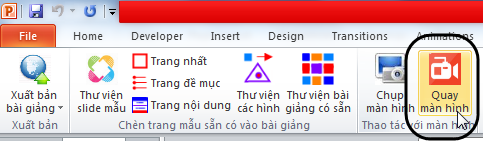 File Home Developer Insert Design Transitions Animations
Trang nhất
Trang đề mục
Trang nội dung
Xuất bản
bài giảng
Thư viện
slide mẫu
Thư viện
các hình
Thư viện bài
giảng có sẵn
Chụp
màn hình
Quay
màn hình
Xuất bản Chèn trang mẫu sẵn có vào bài giảng Thao tác với màn hình